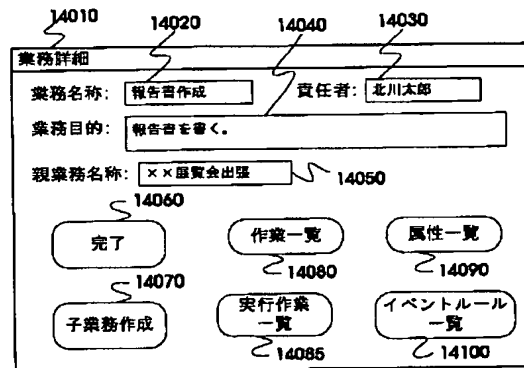 14010 14020 14040 14030
業務詳細
業務名称: 報告書作成 責任者: 北川太郎
業務目的: 報告書を書く。
親業務名称: ××展覧会出張 14050
14060
完了 作業一覧 属性一覧
14070 14080 14090
子業務作成 実行作業一覧 イベントルール一覧
14085 14100